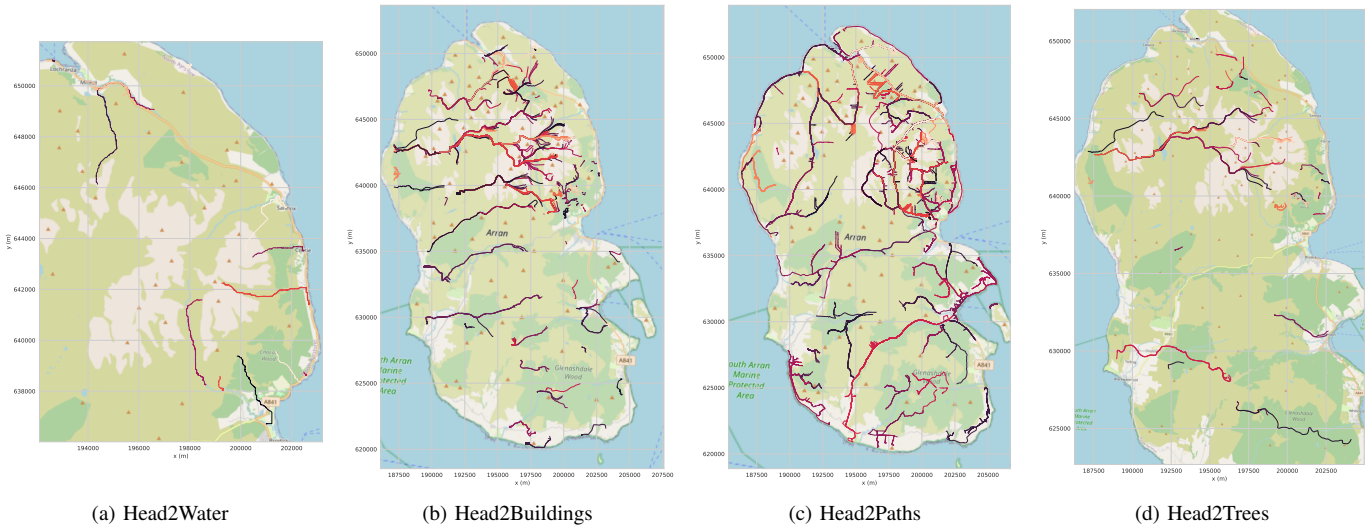 650000
648000
646000
644000
642000
640000
638000
y (m)
194000 196000 198000 200000 202000
x (m)
A841
(a) Head2Water
650000
645000
640000
635000
630000
625000
620000
y (m)
187500 190000 192500 195000 197500 200000 202500 205000 207500
x (m)
Arran
South Arran
Marine
Protected
Area
Glenashdale
Wood
A841
(b) Head2Buildings
650000
645000
640000
635000
630000
625000
620000
y (m)
187500 190000 192500 195000 197500 200000 202500 205000
x (m)
Arran
South Arran
Marine
Protected
Area
Glenashdale
A841
(c) Head2Paths
650000
645000
640000
635000
630000
625000
y (m)
187500 190000 192500 195000 197500 200000 202500
x (m)
(d) Head2Trees